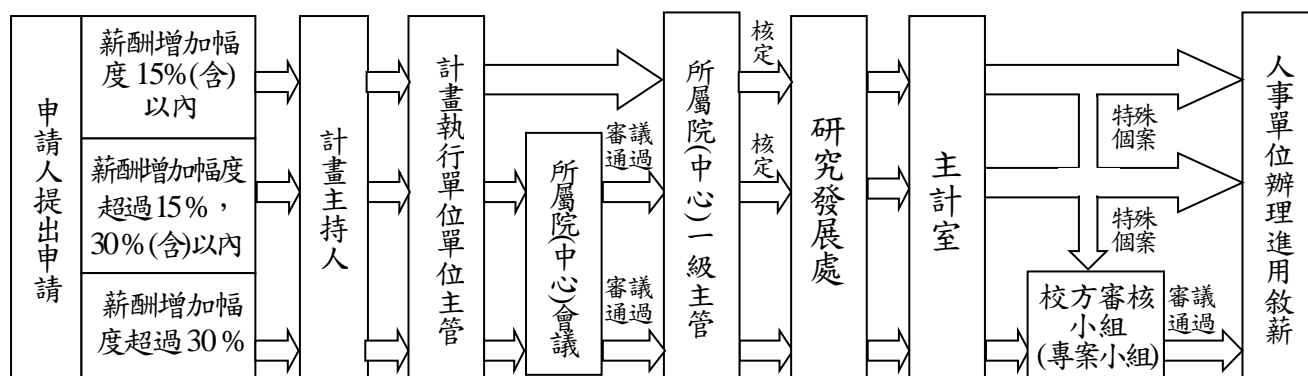 申請人提出申請
薪酬增加幅
度15%(含)
以內
薪酬增加幅度
超過15%，
30%(含)以內
薪酬增加幅
度超過30%
計畫主持人
計畫執行單位單位主管
所屬院(中心)會議
審議
通過
審議
通過
所屬院(中心)一級主管
核定
核定
研究發展處
主計室
特殊
個案
特殊
個案
校方審核
小組
(專案小組)
審議
通過
人事單位辦理進用敘薪